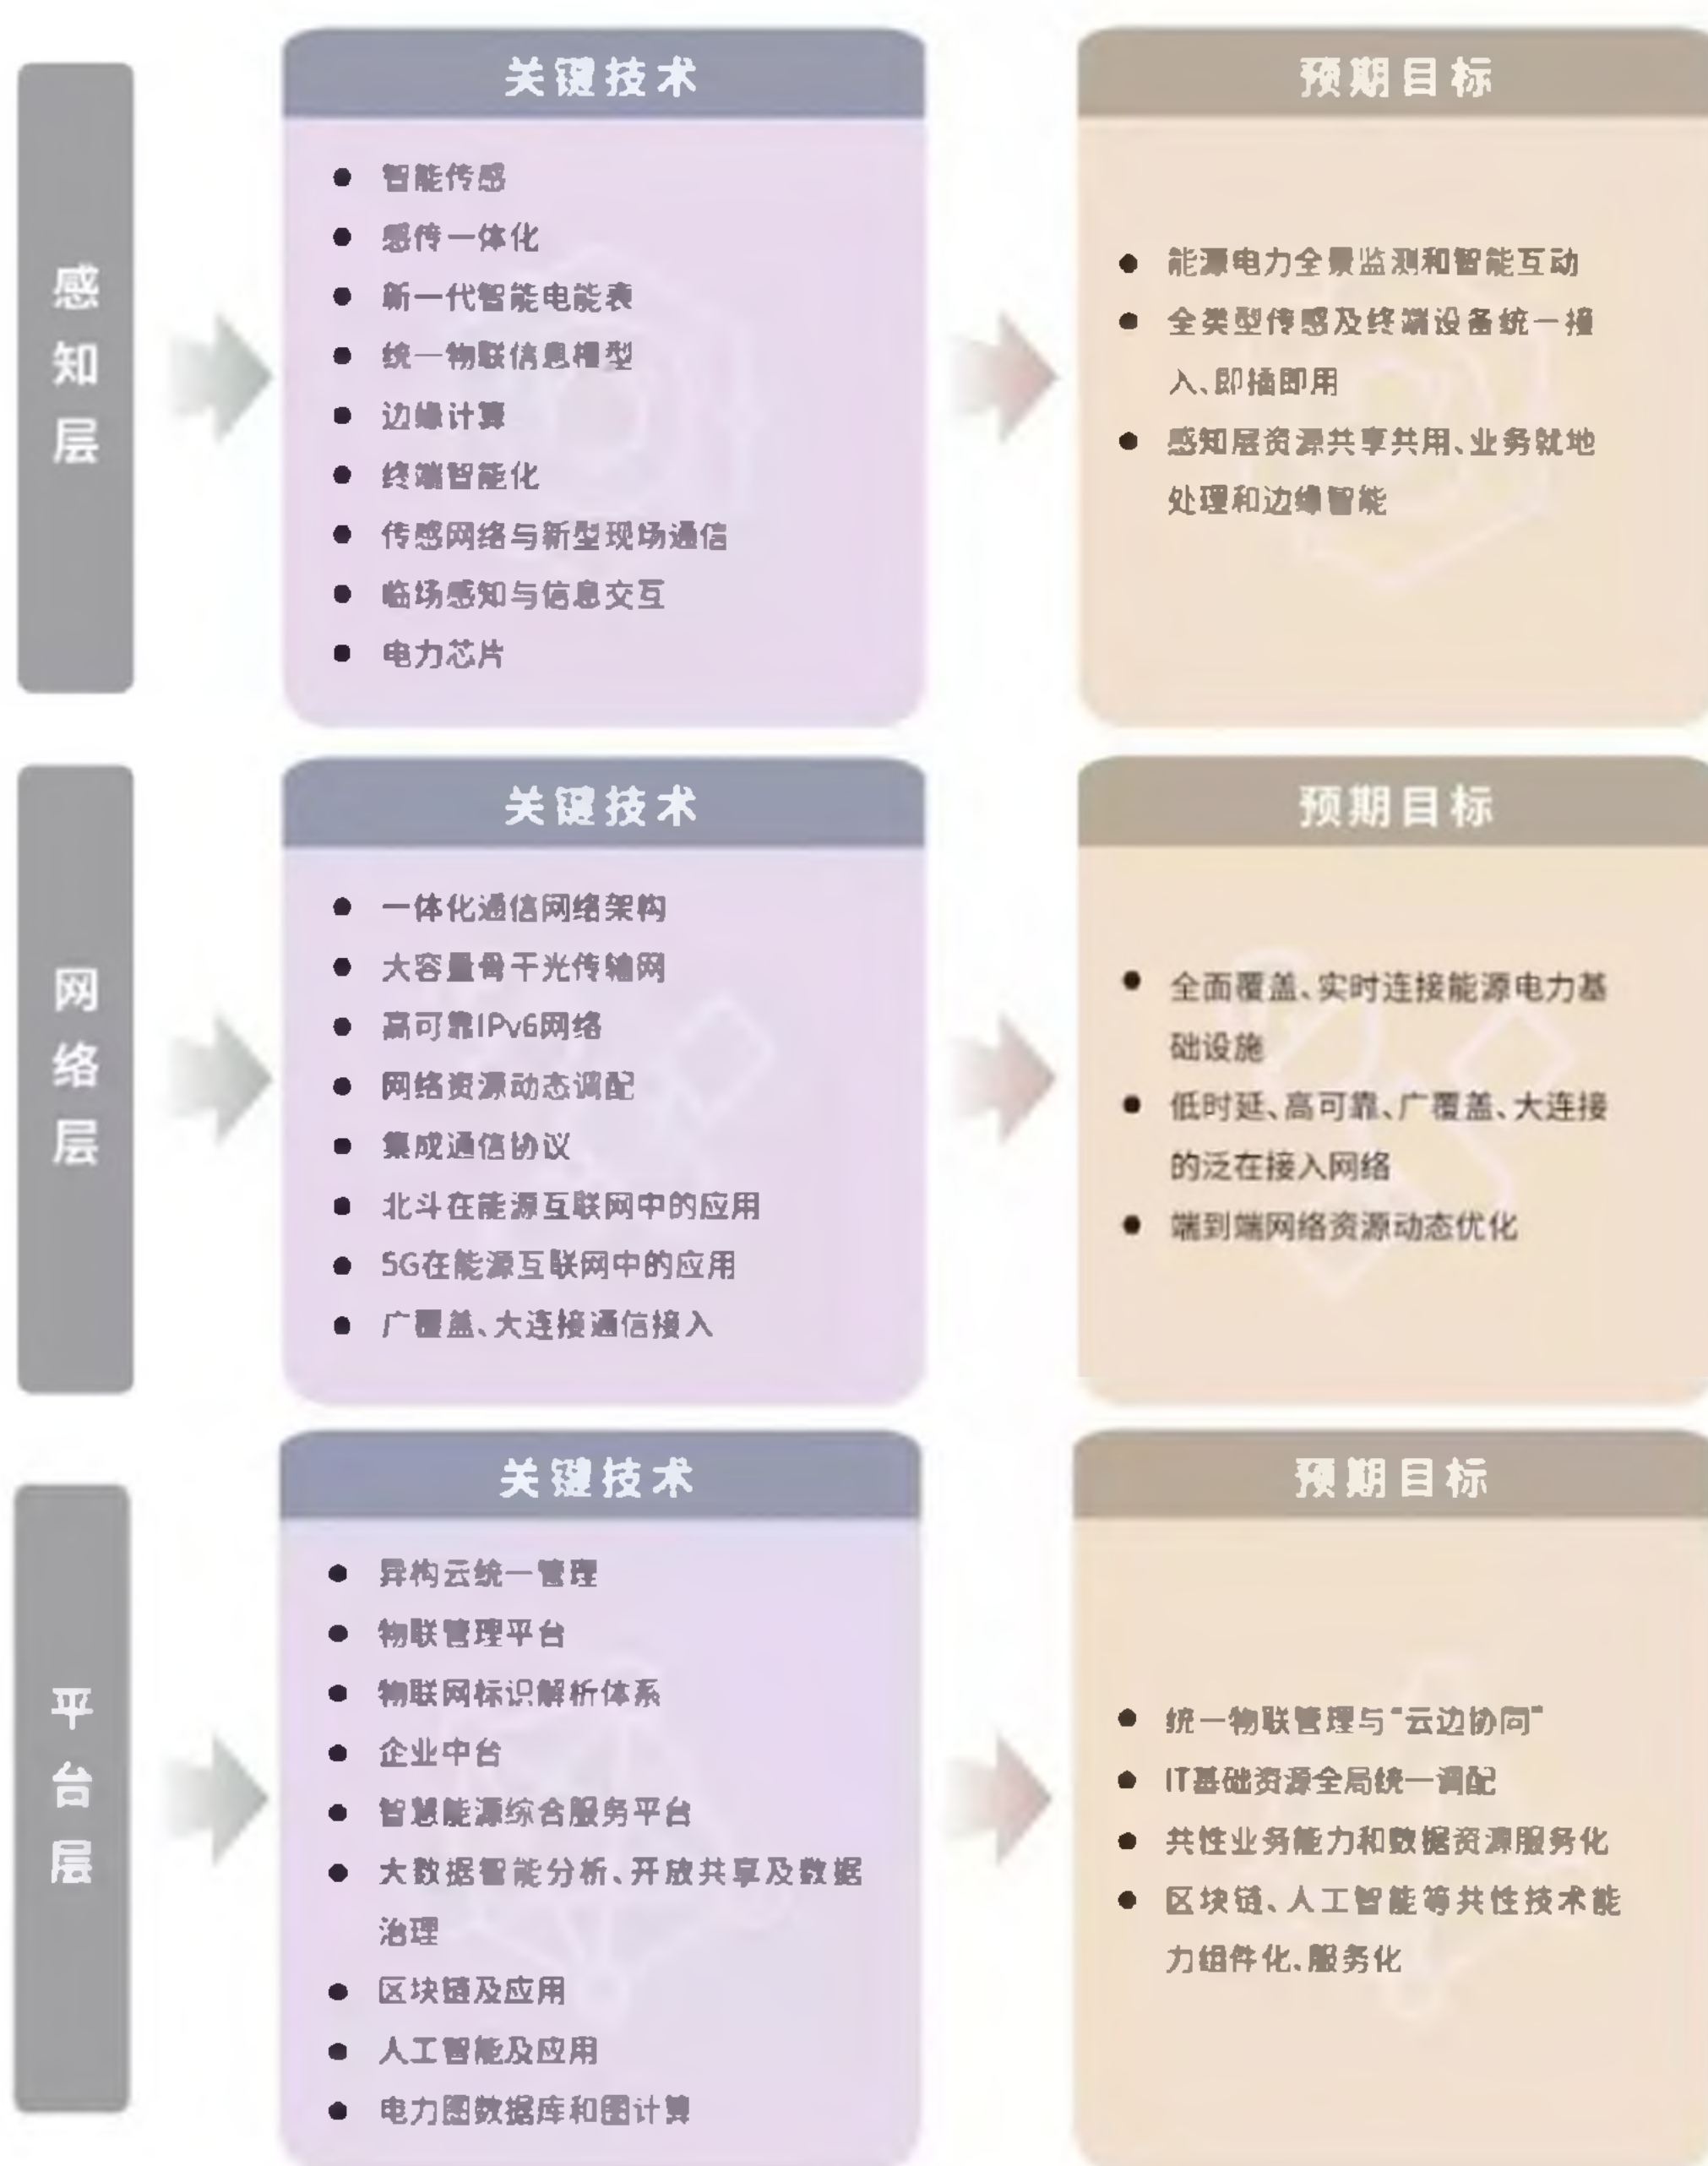 感知层
关键技术
智能传感
感传一体化
新一代智能电能表
统一物联信息模型
边缘计算
终端智能化
传感网络与新型现场通信
临场感知与信息交互
电力芯片
预期目标
能源电力全景监测和智能互动
全类型传感及终端设备统一接
入、即插即用
感知层资源共享共用、业务就地
处理和边缘智能
网络层
关键技术
一体化通信网络架构
大容量骨干光传输网
高可靠IPv6网络
网络资源动态调配
集成通信协议
北斗在能源互联网中的应用
5G在能源互联网中的应用
广覆盖、大连接通信接入
预期目标
全面覆盖、实时连接能源电力基
础设施
低时延、高可靠、广覆盖、大连接
的泛在接入网络
端到端网络资源动态优化
平台层
关键技术
异构云统一管理
物联管理平台
物联网标识解析体系
企业中台
智慧能源综合服务平台
大数据智能分析、开放共享及数据
治理
区块链及应用
人工智能及应用
电力图数据库和图计算
预期目标
统一物联管理与“云边协同”
IT基础资源全局统一调配
共性业务能力和数据资源服务化
区块链、人工智能等共性技术能
力组件化、服务化